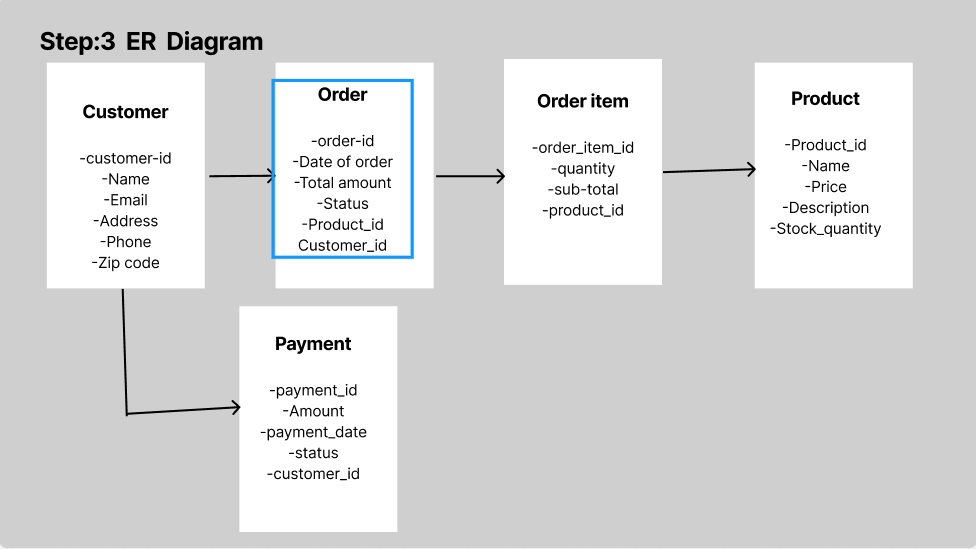 Step:3 ER Diagram
Customer
-customer-id
-Name
-Email
-Address
-Phone
-Zip code
Order
-order-id
-Date of order
-Total amount
-Status
-Product_id
Customer_id
Order item
-order_item_id
-quantity
-sub-total
-product_id
Product
-Product_id
-Name
-Price
-Description
-Stock_quantity
Payment
-payment_id
-Amount
-payment_date
-status
-customer_id